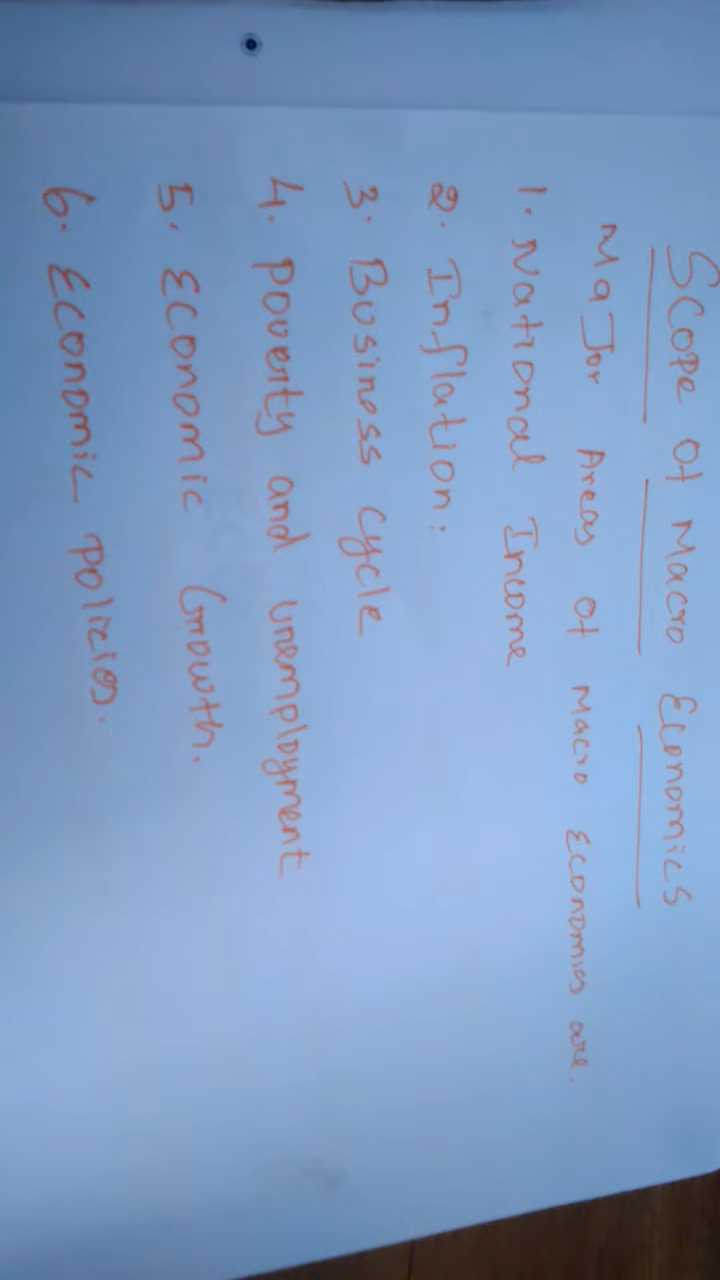 Scope Of Macro Economics
MaJor Areas Of Macro Economies are.
1. National Income
2. Inflation:
3. Business Cycle
4. Poverty and Unemployment
5. Economic Growth.
6. Economic Policies.